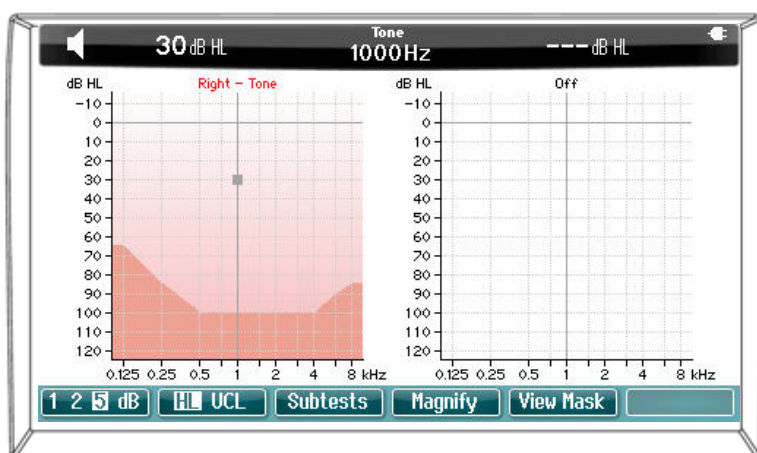 Tone
30 dB HL 1000Hz --- dB HL
dB HL Right - Tone dB HL Off
-10 -10
0 0
10 10
20 20
30 30
40 40
50 50
60 60
70 70
80 80
90 90
100 100
110 110
120 120
0.125 0.25 0.5 1 2 4 8 kHz 0.125 0.25 0.5 1 2 4 8 kHz
1 2 5 dB HL UCL Subtests Magnify View Mask